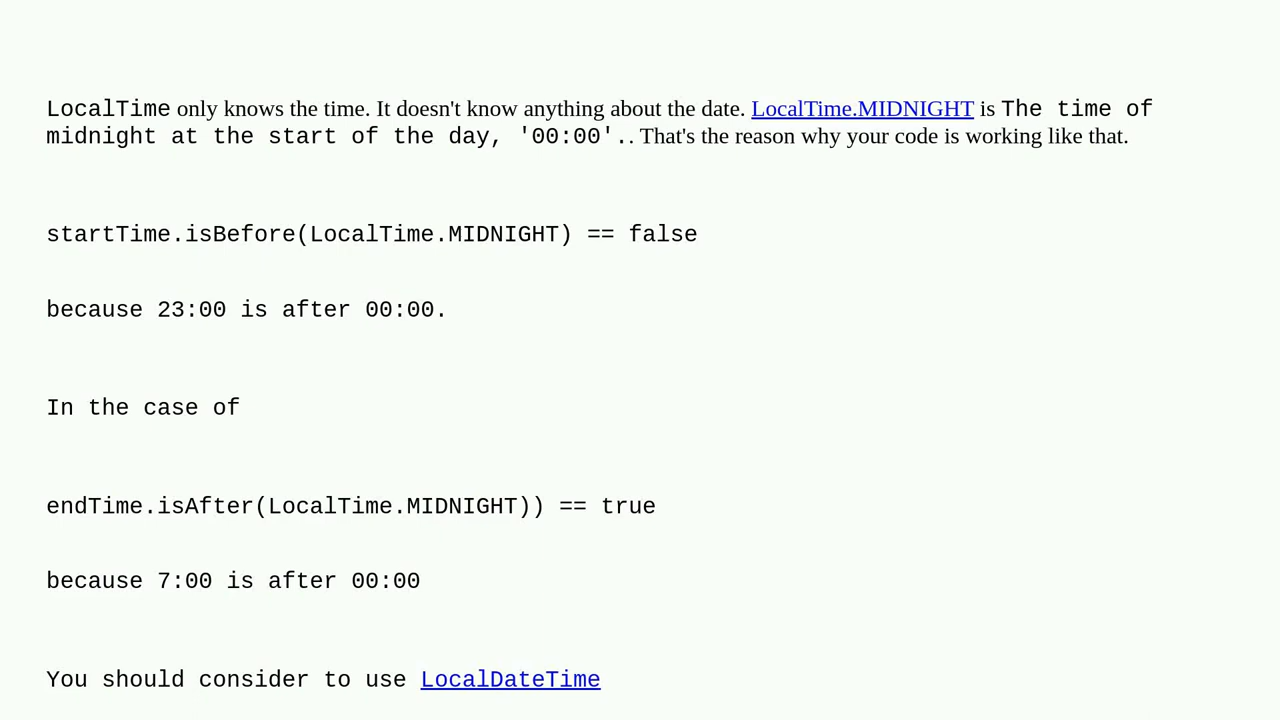 LocalTime only knows the time. It doesn't know anything about the date. LocalTime.MIDNIGHT is The time of
midnight at the start of the day, '00:00'.. That's the reason why your code is working like that.
startTime.isBefore(LocalTime.MIDNIGHT) == false
because 23:00 is after 00:00.
In the case of
endTime.isAfter(LocalTime.MIDNIGHT)) == true
because 7:00 is after 00:00
You should consider to use LocalDateTime